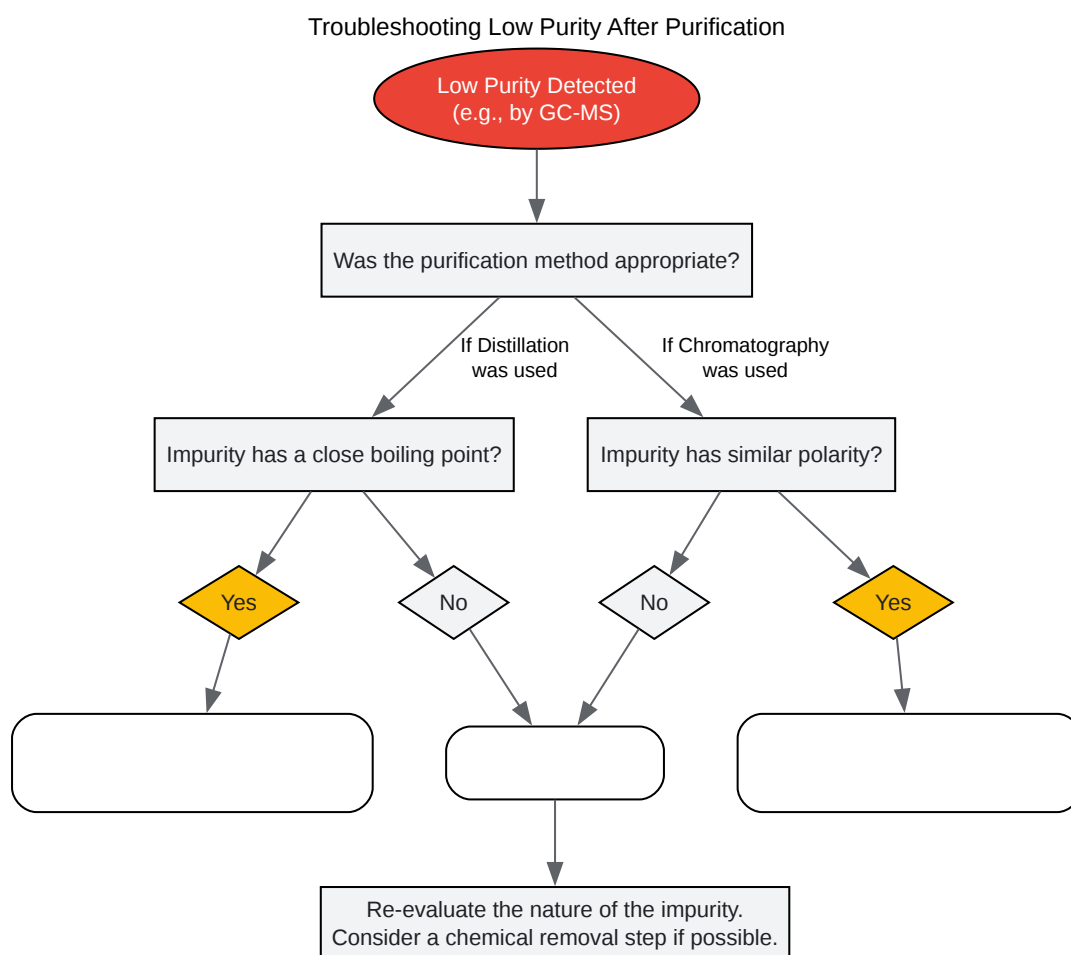 Troubleshooting Low Purity After Purification
Low Purity Detected
(e.g., by GC-MS)
Was the purification method appropriate?
If Distillation
was used
If Chromatography
was used
Impurity has a close boiling point?
Impurity has similar polarity?
Yes
No
No
Yes
Re-evaluate the nature of the impurity.
Consider a chemical removal step if possible.